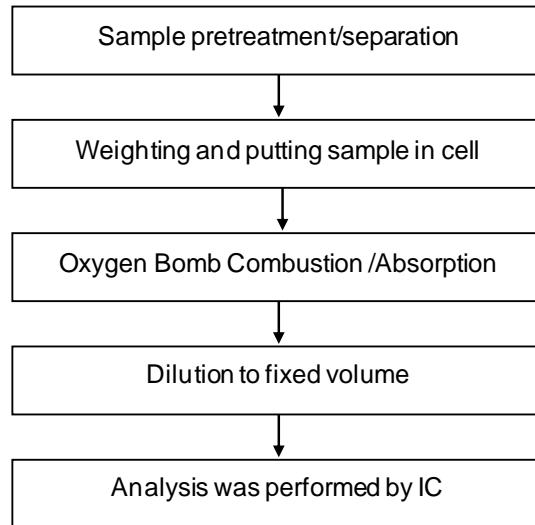 Sample pretreatment/separation
Weighting and putting sample in cell
Oxygen Bomb Combustion /Absorption
Dilution to fixed volume
Analysis was performed by IC